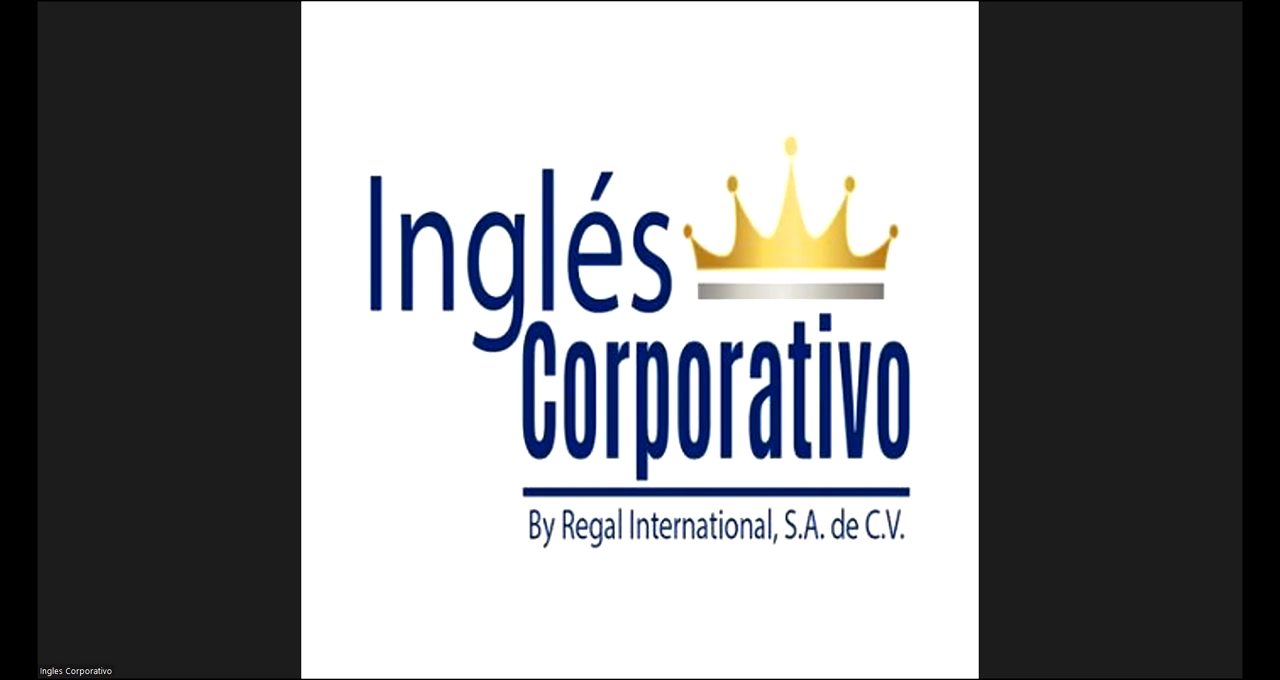 Inglés
Corporativo
By Regal International, S.A. de C.V.
Ingles Corporativo